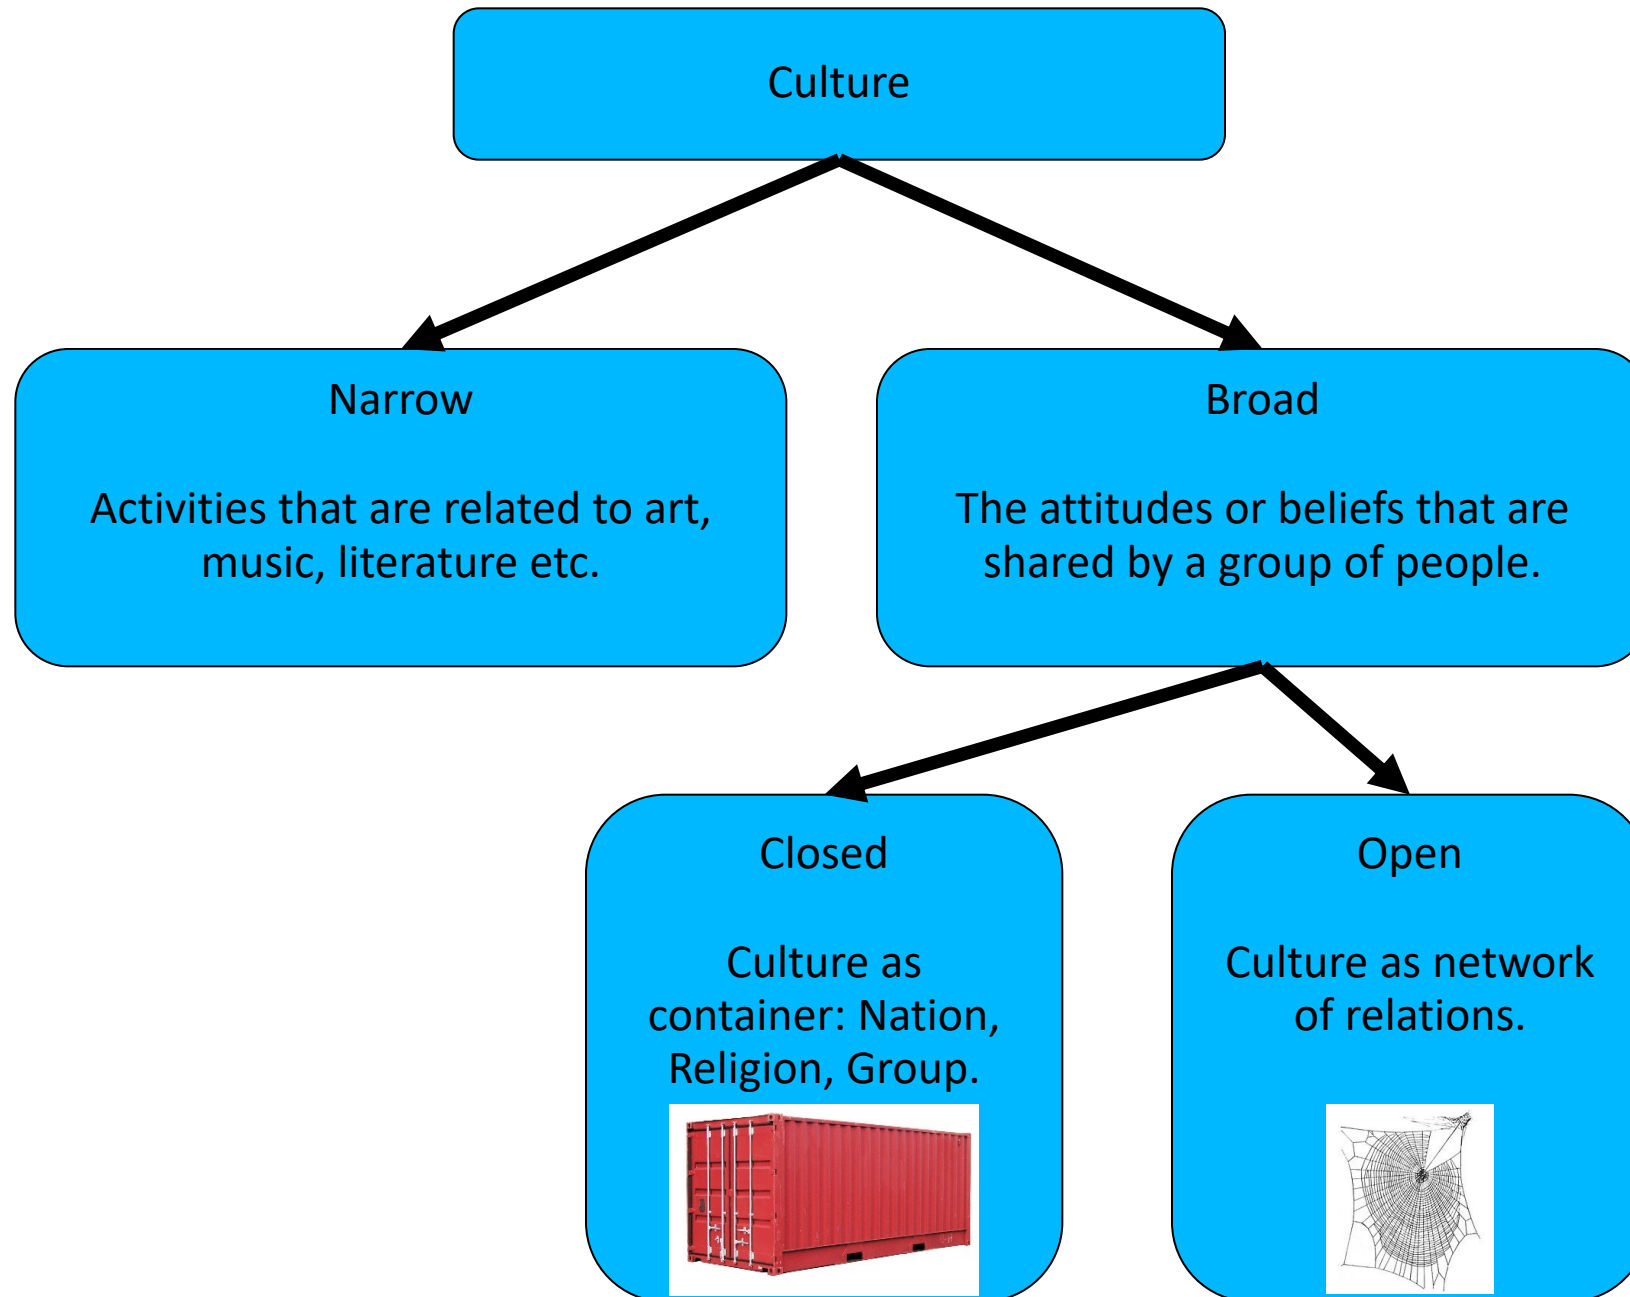 Culture
Narrow
Activities that are related to art,
music, literature etc.
Broad
The attitudes or beliefs that are
shared by a group of people.
Closed
Culture as
container: Nation,
Religion, Group.
Open
Culture as network
of relations.